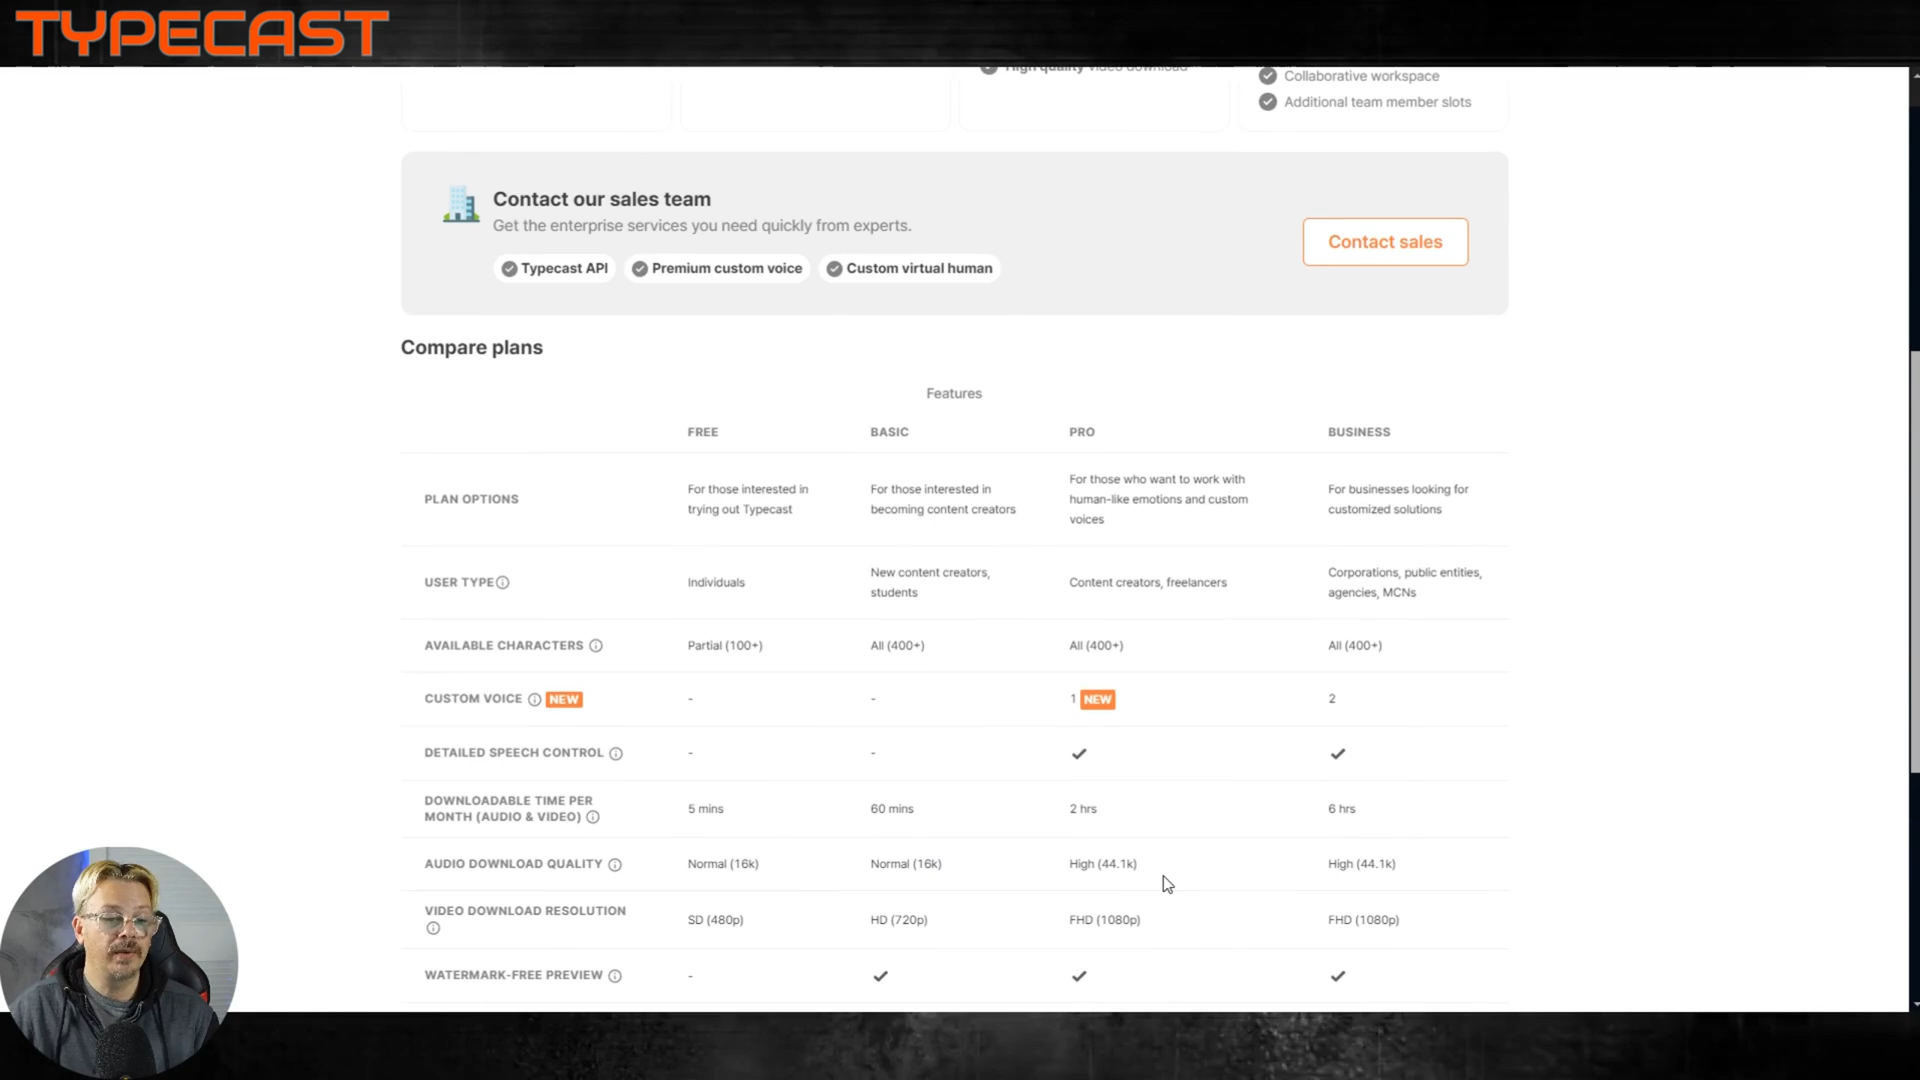 TYPECAST
High quality video download
Collaborative workspace
Additional team member slots
Contact our sales team
Get the enterprise services you need quickly from experts.
Contact sales
Typecast API
Premium custom voice
Custom virtual human
Compare plans
Features
FREE
BASIC
PRO
BUSINESS
PLAN OPTIONS
For those interested in
trying out Typecast
For those interested in
becoming content creators
For those who want to work with
human-like emotions and custom
voices
For businesses looking for
customized solutions
USER TYPE
Individuals
New content creators,
students
Content creators, freelancers
Corporations, public entities,
agencies, MCNs
AVAILABLE CHARACTERS
Partial (100+)
All (400+)
All (400+)
All (400+)
CUSTOM VOICE NEW
-
-
1 NEW
2
DETAILED SPEECH CONTROL
-
-
DOWNLOADABLE TIME PER
MONTH (AUDIO & VIDEO)
5 mins
60 mins
2 hrs
6 hrs
AUDIO DOWNLOAD QUALITY
Normal (16k)
Normal (16k)
High (44.1k)
High (44.1k)
VIDEO DOWNLOAD RESOLUTION
SD (480p)
HD (720p)
FHD (1080p)
FHD (1080p)
WATERMARK-FREE PREVIEW
-